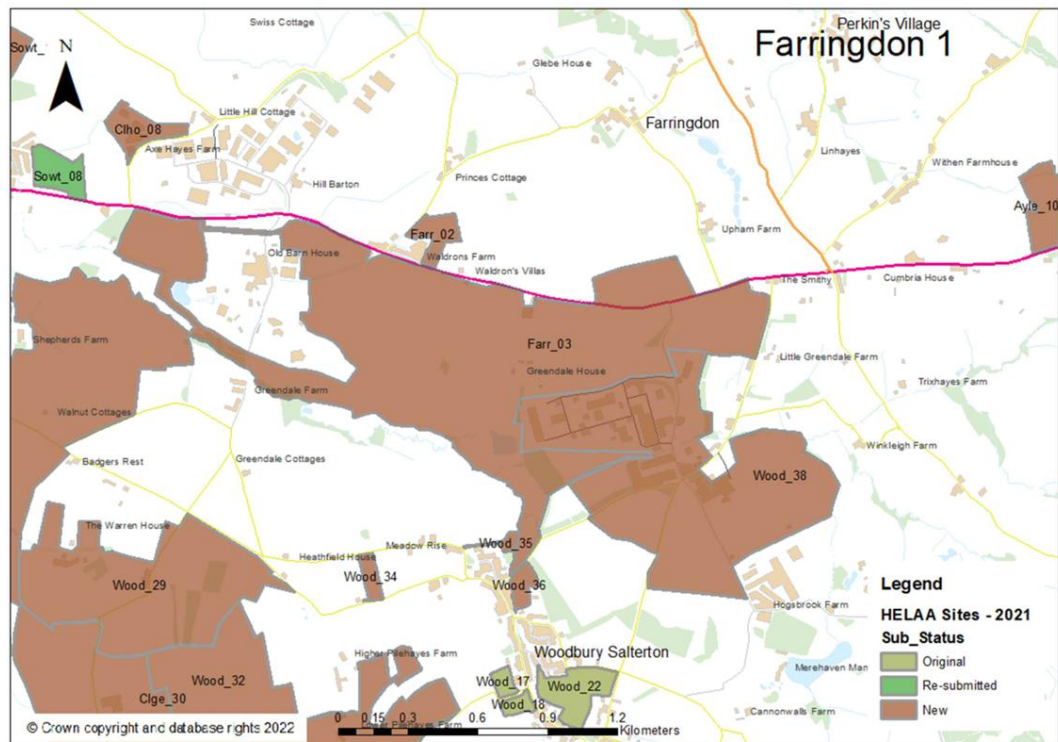 Swiss Cottage
Perkin's Village
Farringdon 1
Sowt_
N
Glebe House
Little Hill Cottage
Clho_08
Farringdon
Axe Hayes Farm
Linhayes
Withen Farmhouse
Sowt_08
Hill Barton
Princes Cottage
Ayle_10
Farr_02
Upham Farm
Old Barn House
Waldrons Farm
Waldron's Villas
The Smithy
Cumbria House
Shepherds Farm
Farr_03
Little Greendale Farm
Greendale House
Greendale Farm
Trixhayes Farm
Walnut Cottages
Winkleigh Farm
Badgers Rest
Greendale Cottages
Wood_38
The Warren House
Meadow Rise
Wood_35
Heathfield House
Wood_34
Wood_29
Wood_36
Legend
HELAA Sites - 2021
Sub_Status
Original
Re-submitted
New
Hogsbrook Farm
Higher Pilehayes Farm
Woodbury Salterton
Merehaven Man
Wood_32
Wood_17
Wood_22
Clge_30
Wood_18
Cannonwalls Farm
Lower Pilehayes Farm
© Crown copyright and database rights 2022
0 0.15 0.3 0.6 0.9 1.2
Kilometers